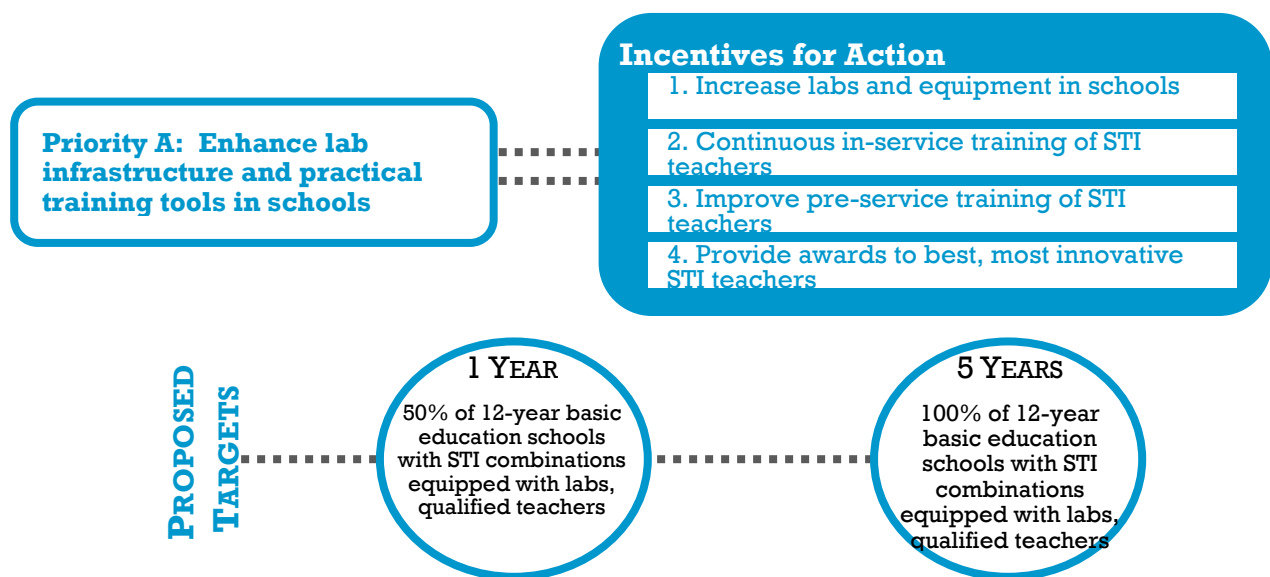 Incentives for Action
1. Increase labs and equipment in schools
2. Continuous in-service training of STI
teachers
3. Improve pre-service training of STI
teachers
4. Provide awards to best, most innovative
STI teachers
Priority A: Enhance lab
infrastructure and practical
training tools in schools
PROPOSED
TARGETS
1 YEAR
50% of 12-year basic
education schools
with STI combinations
equipped with labs,
qualified teachers
5 YEARS
100% of 12-year
basic education
schools with STI
combinations
equipped with labs,
qualified teachers